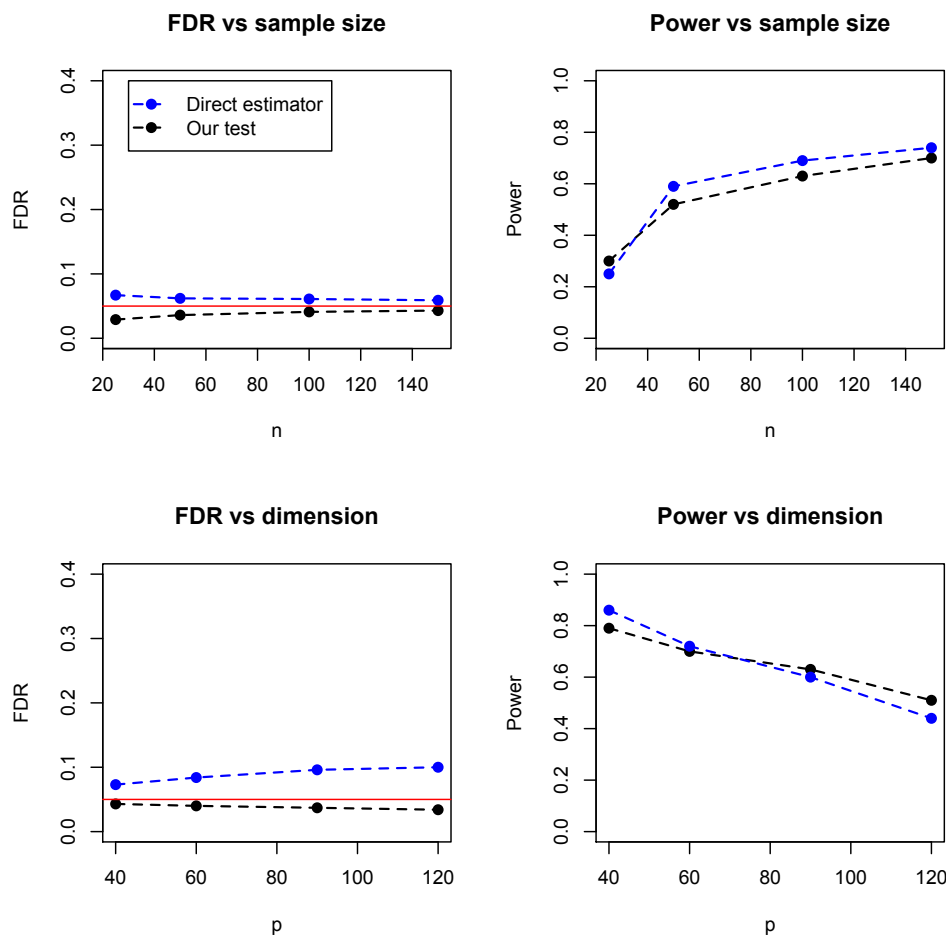 FDR vs sample size
FDR
0.0 0.1 0.2 0.3 0.4
Direct estimator
Our test
20 40 60 80 100 120 140
n
Power vs sample size
Power
0.0 0.2 0.4 0.6 0.8 1.0
20 40 60 80 100 120 140
n
FDR vs dimension
FDR
0.0 0.1 0.2 0.3 0.4
40 60 80 100 120
p
Power vs dimension
Power
0.0 0.2 0.4 0.6 0.8 1.0
40 60 80 100 120
p